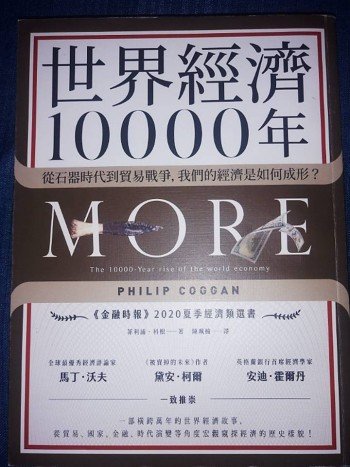 世界經濟
10000年
從石器時代到貿易戰爭，我們的經濟是如何成形？
MORE
The 10000-Year rise of the world economy
PHILIP COGGAN
《金融時報》2020夏季經濟類選書
菲利浦・科根—著 陳珮榆—譯
全球最優秀經濟評論家
馬丁・沃夫
《被賣掉的未來》作者
黛安・柯爾
英格蘭銀行首席經濟學家
安迪・霍爾丹
一致推崇
一部橫跨萬年的世界經濟故事。
從貿易、國家、金融、時代演變等角度宏觀窺探經濟的歷史樣貌！